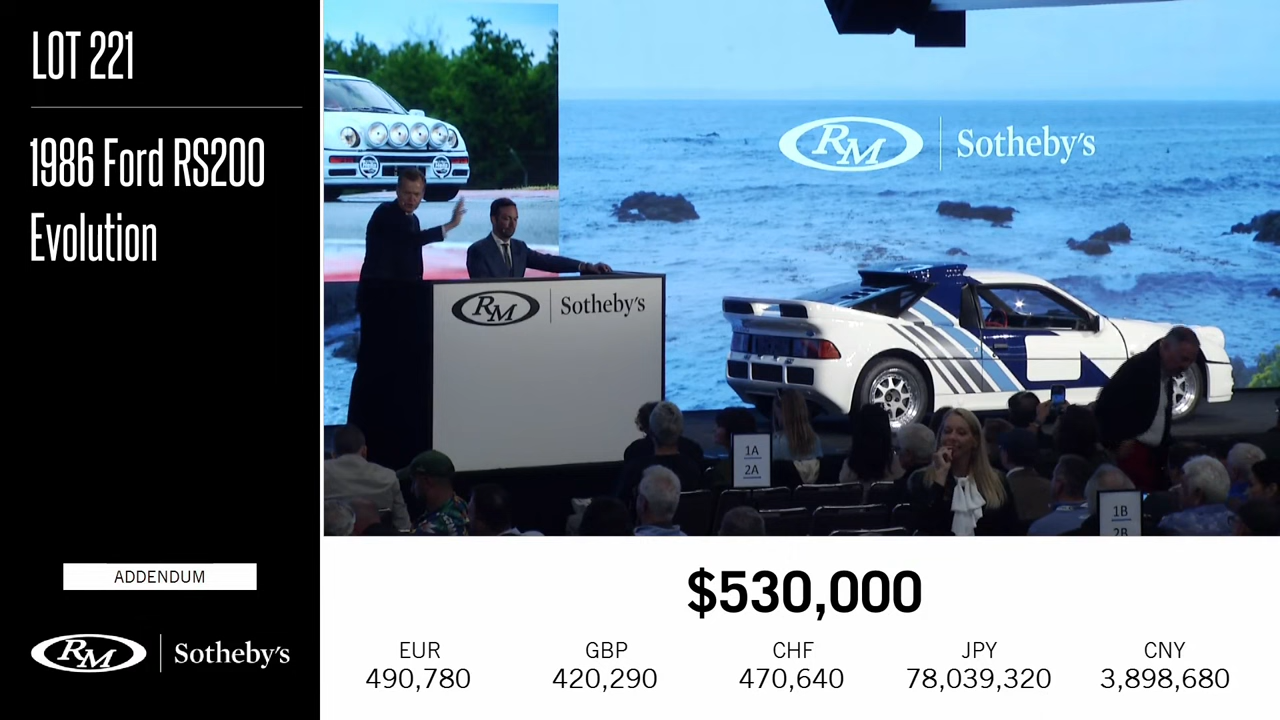 LOT 221
1986 Ford RS200
Evolution
ADDENDUM
RM Sotheby's
RM Sotheby's
RM Sotheby's
1A
2A
1B
2B
$530,000
EUR
490,780
GBP
420,290
CHF
470,640
JPY
78,039,320
CNY
3,898,680